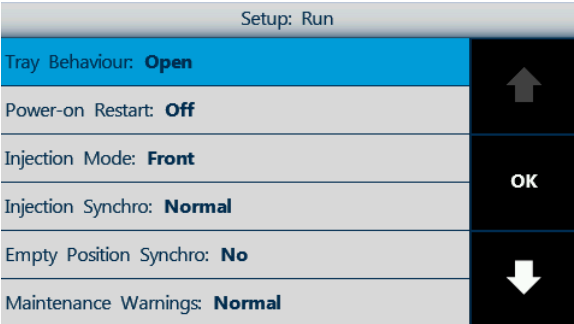 Setup: Run
Tray Behaviour: Open
Power-on Restart: Off
Injection Mode: Front
OK
Injection Synchro: Normal
Empty Position Synchro: No
Maintenance Warnings: Normal